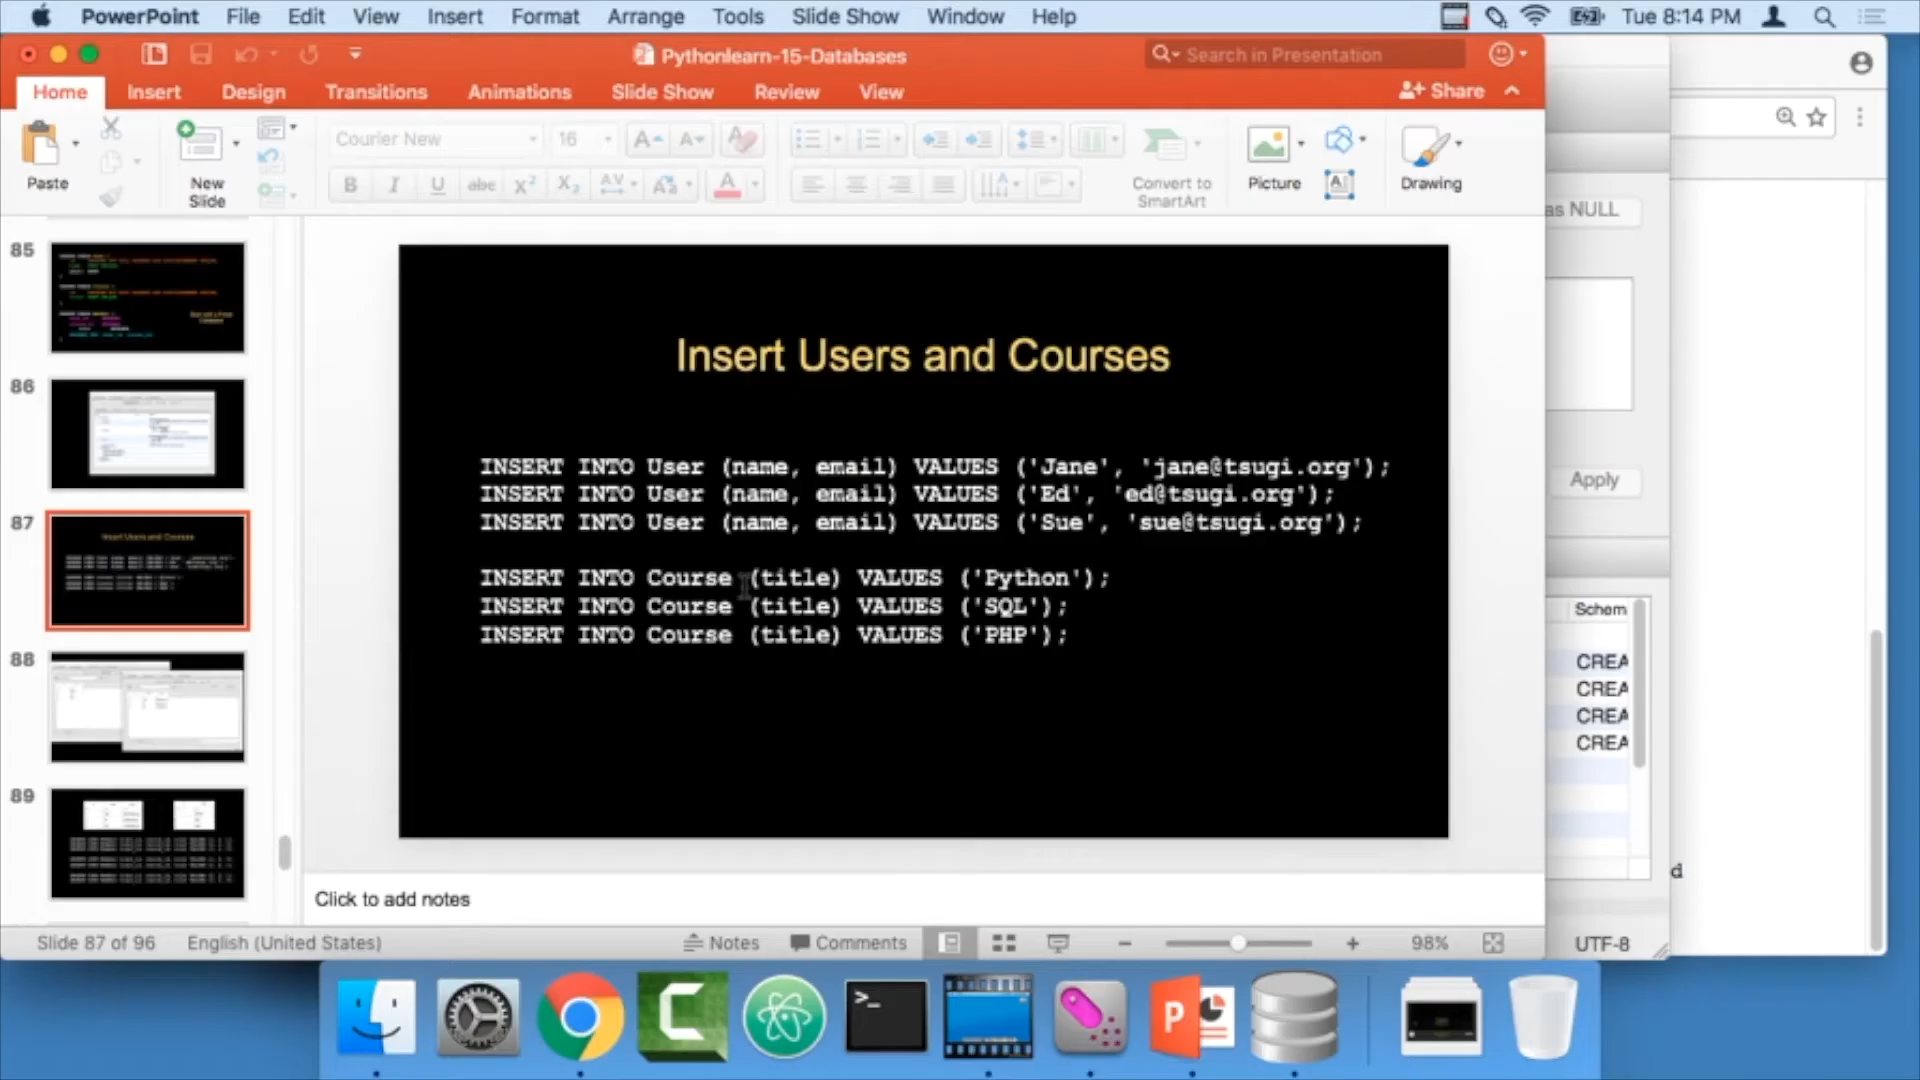 PowerPoint File Edit View Insert Format Arrange Tools Slide Show Window Help Tue 8:14 PM
Pythonlearn-15-Databases
Search in Presentation
Home Insert Design Transitions Animations Slide Show Review View Share
Courier New 16
Paste
New Slide
Convert to SmartArt
Picture
Drawing
as NULL
85
86
87
88
89
Insert Users and Courses
INSERT INTO User (name, email) VALUES ('Jane', 'jane@tsugi.org');
INSERT INTO User (name, email) VALUES ('Ed', 'ed@tsugi.org');
INSERT INTO User (name, email) VALUES ('Sue', 'sue@tsugi.org');
INSERT INTO Course (title) VALUES ('Python');
INSERT INTO Course (title) VALUES ('SQL');
INSERT INTO Course (title) VALUES ('PHP');
Apply
Schem
CREA
CREA
CREA
CREA
d
Click to add notes
Slide 87 of 96 English (United States) Notes Comments 98%
UTF-8